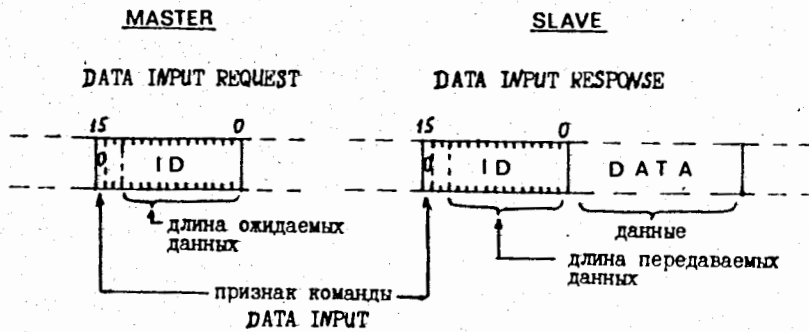 MASTER SLAVE
DATA INPUT REQUEST DATA INPUT RESPONSE
15 0 15 0
0 ID 0 ID DATA
длина ожидаемых данные
данных
длина передаваемых
данных
признак команды
DATA INPUT